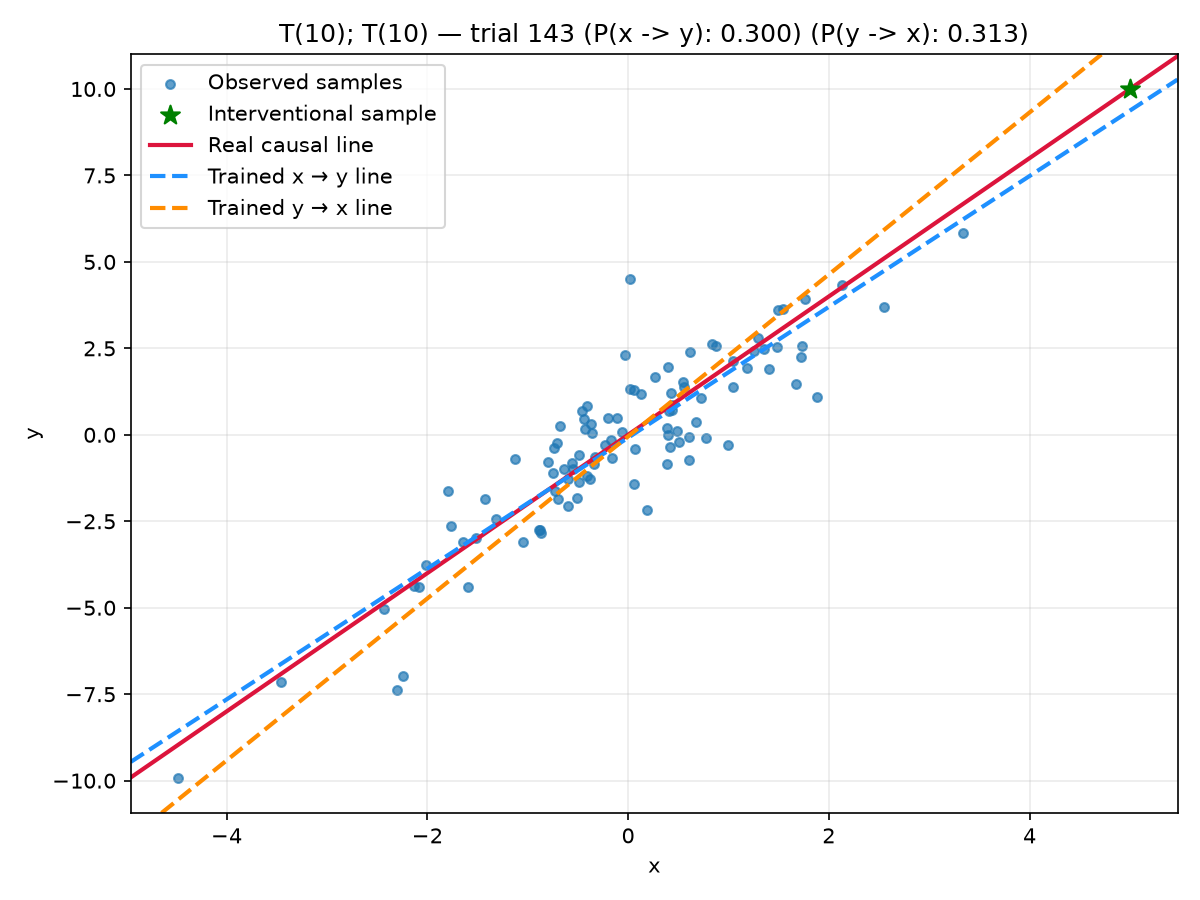 T(10); T(10) — trial 143 (P(x -> y): 0.300) (P(y -> x): 0.313)
Observed samples
Interventional sample
Real causal line
Trained x → y line
Trained y → x line
10.0
7.5
5.0
2.5
0.0
−2.5
−5.0
−7.5
−10.0
y
−4
−2
0
2
4
x